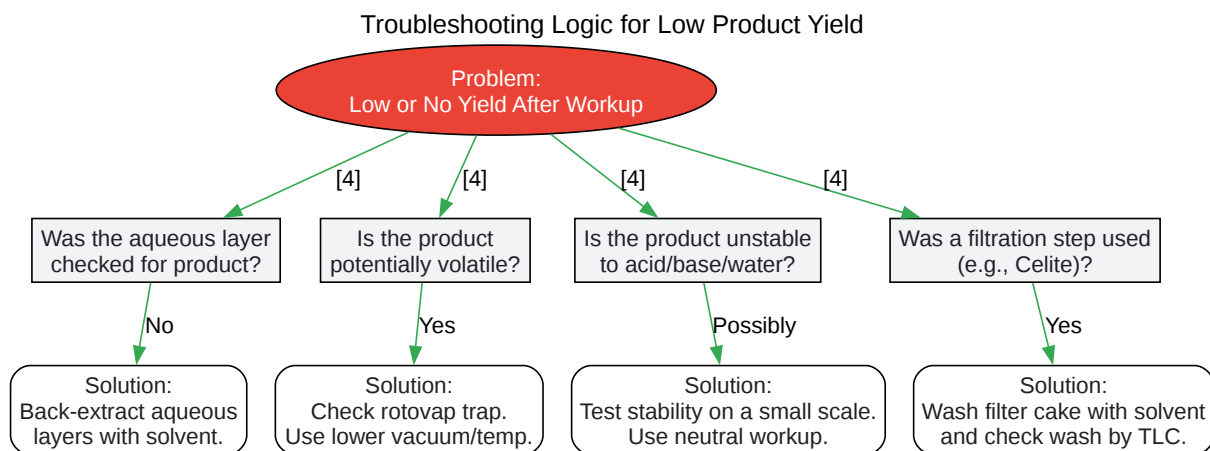 Troubleshooting Logic for Low Product Yield
Problem:
Low or No Yield After Workup
[4]
[4]
[4]
[4]
Was the aqueous layer
checked for product?
Is the product
potentially volatile?
Is the product unstable
to acid/base/water?
Was a filtration step used
(e.g., Celite)?
No
Yes
Possibly
Yes
Solution:
Back-extract aqueous
layers with solvent.
Solution:
Check rotovap trap.
Use lower vacuum/temp.
Solution:
Test stability on a small scale.
Use neutral workup.
Solution:
Wash filter cake with solvent
and check wash by TLC.